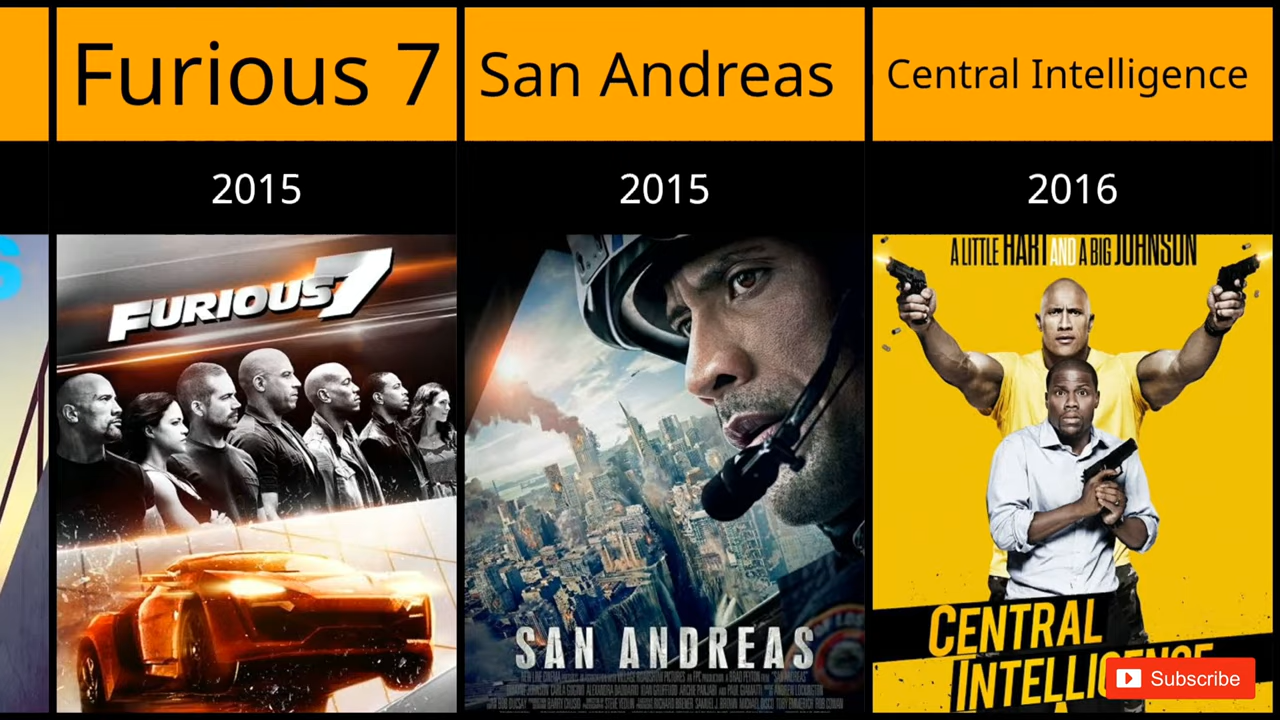 Furious 7
San Andreas
Central Intelligence
2015
2015
2016
S
FURIOUS 7
SAN ANDREAS
A LITTLE HART AND A BIG JOHNSON
CENTRAL
INTELLIGENCE
Subscribe